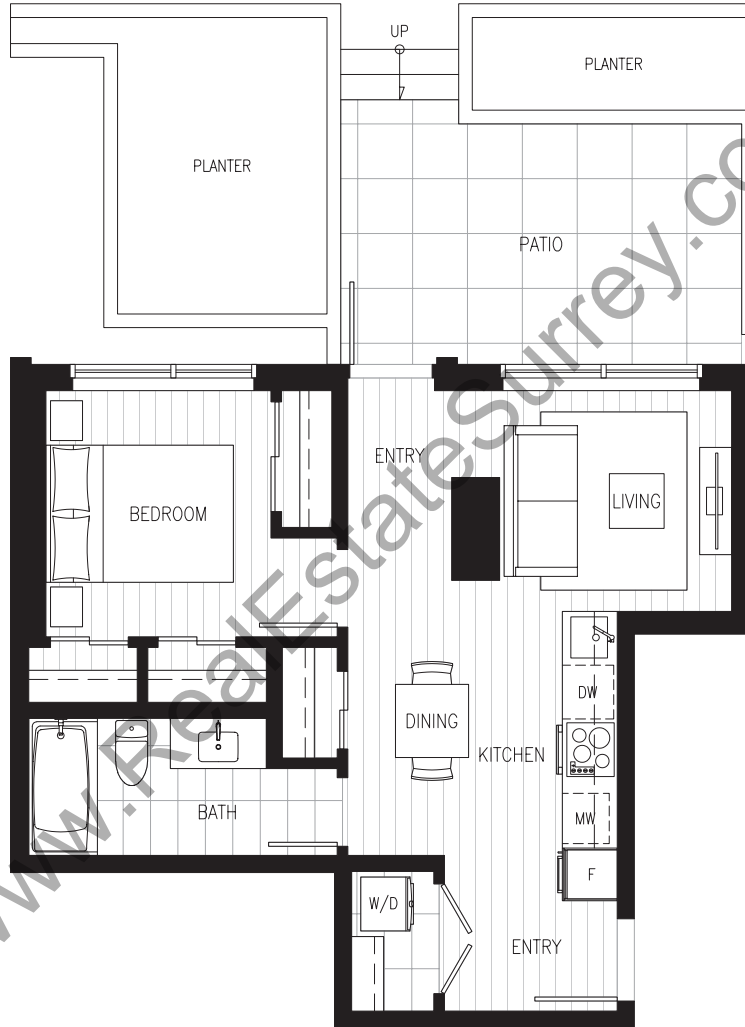 UP
PLANTER
PLANTER
PATIO
ENTRY
BEDROOM
LIVING
DW
DINING
KITCHEN
BATH
MW
F
W/D
ENTRY
www.RealEstateSurrey.co